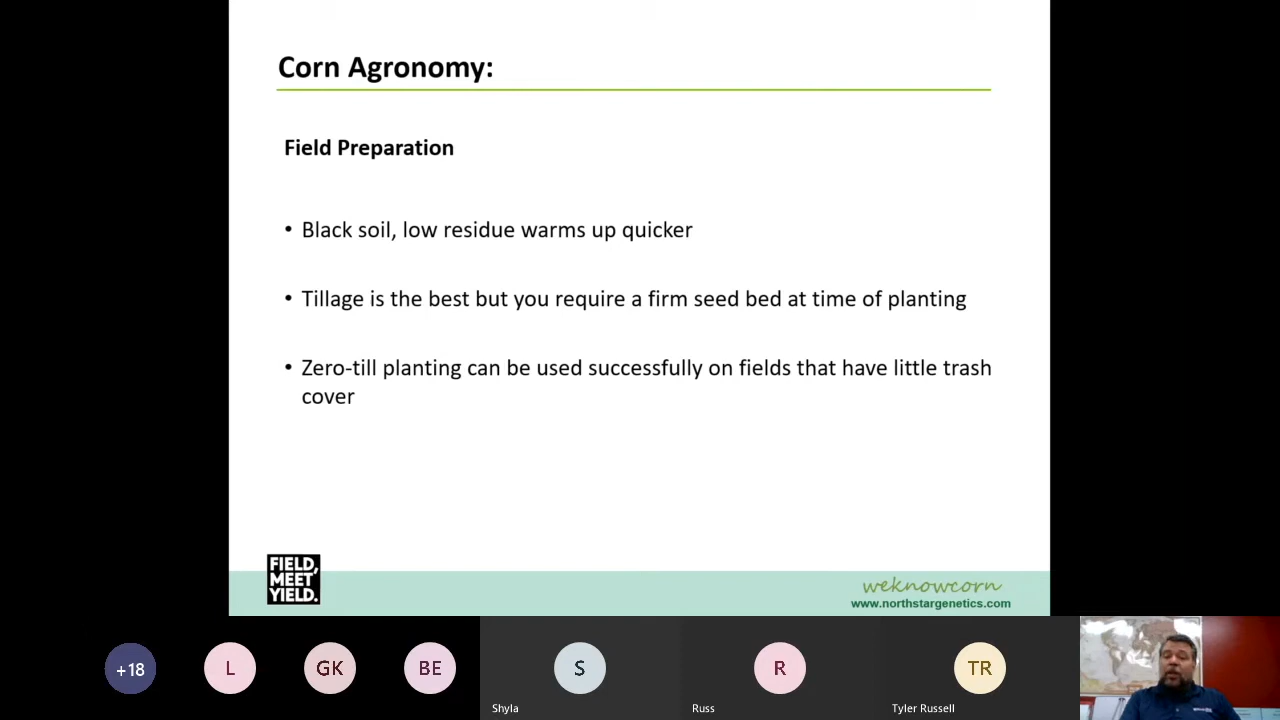 Corn Agronomy:
Field Preparation
• Black soil, low residue warms up quicker
• Tillage is the best but you require a firm seed bed at time of planting
• Zero-till planting can be used successfully on fields that have little trash
cover
FIELD,
MEET
YIELD.
weknowcorn
www.northstargenetics.com
+18
L
GK
BE
S
R
TR
Shyla
Russ
Tyler Russell